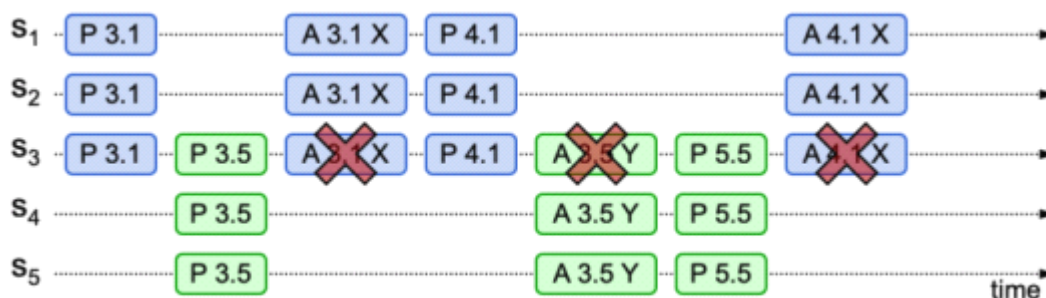 S1 P 3.1 A 3.1 X P 4.1 A 4.1 X
S2 P 3.1 A 3.1 X P 4.1 A 4.1 X
S3 P 3.1 P 3.5 A 3.1 X P 4.1 A 3.5 Y P 5.5 A 4.1 X
S4 P 3.5 A 3.5 Y P 5.5
S5 P 3.5 A 3.5 Y P 5.5
time